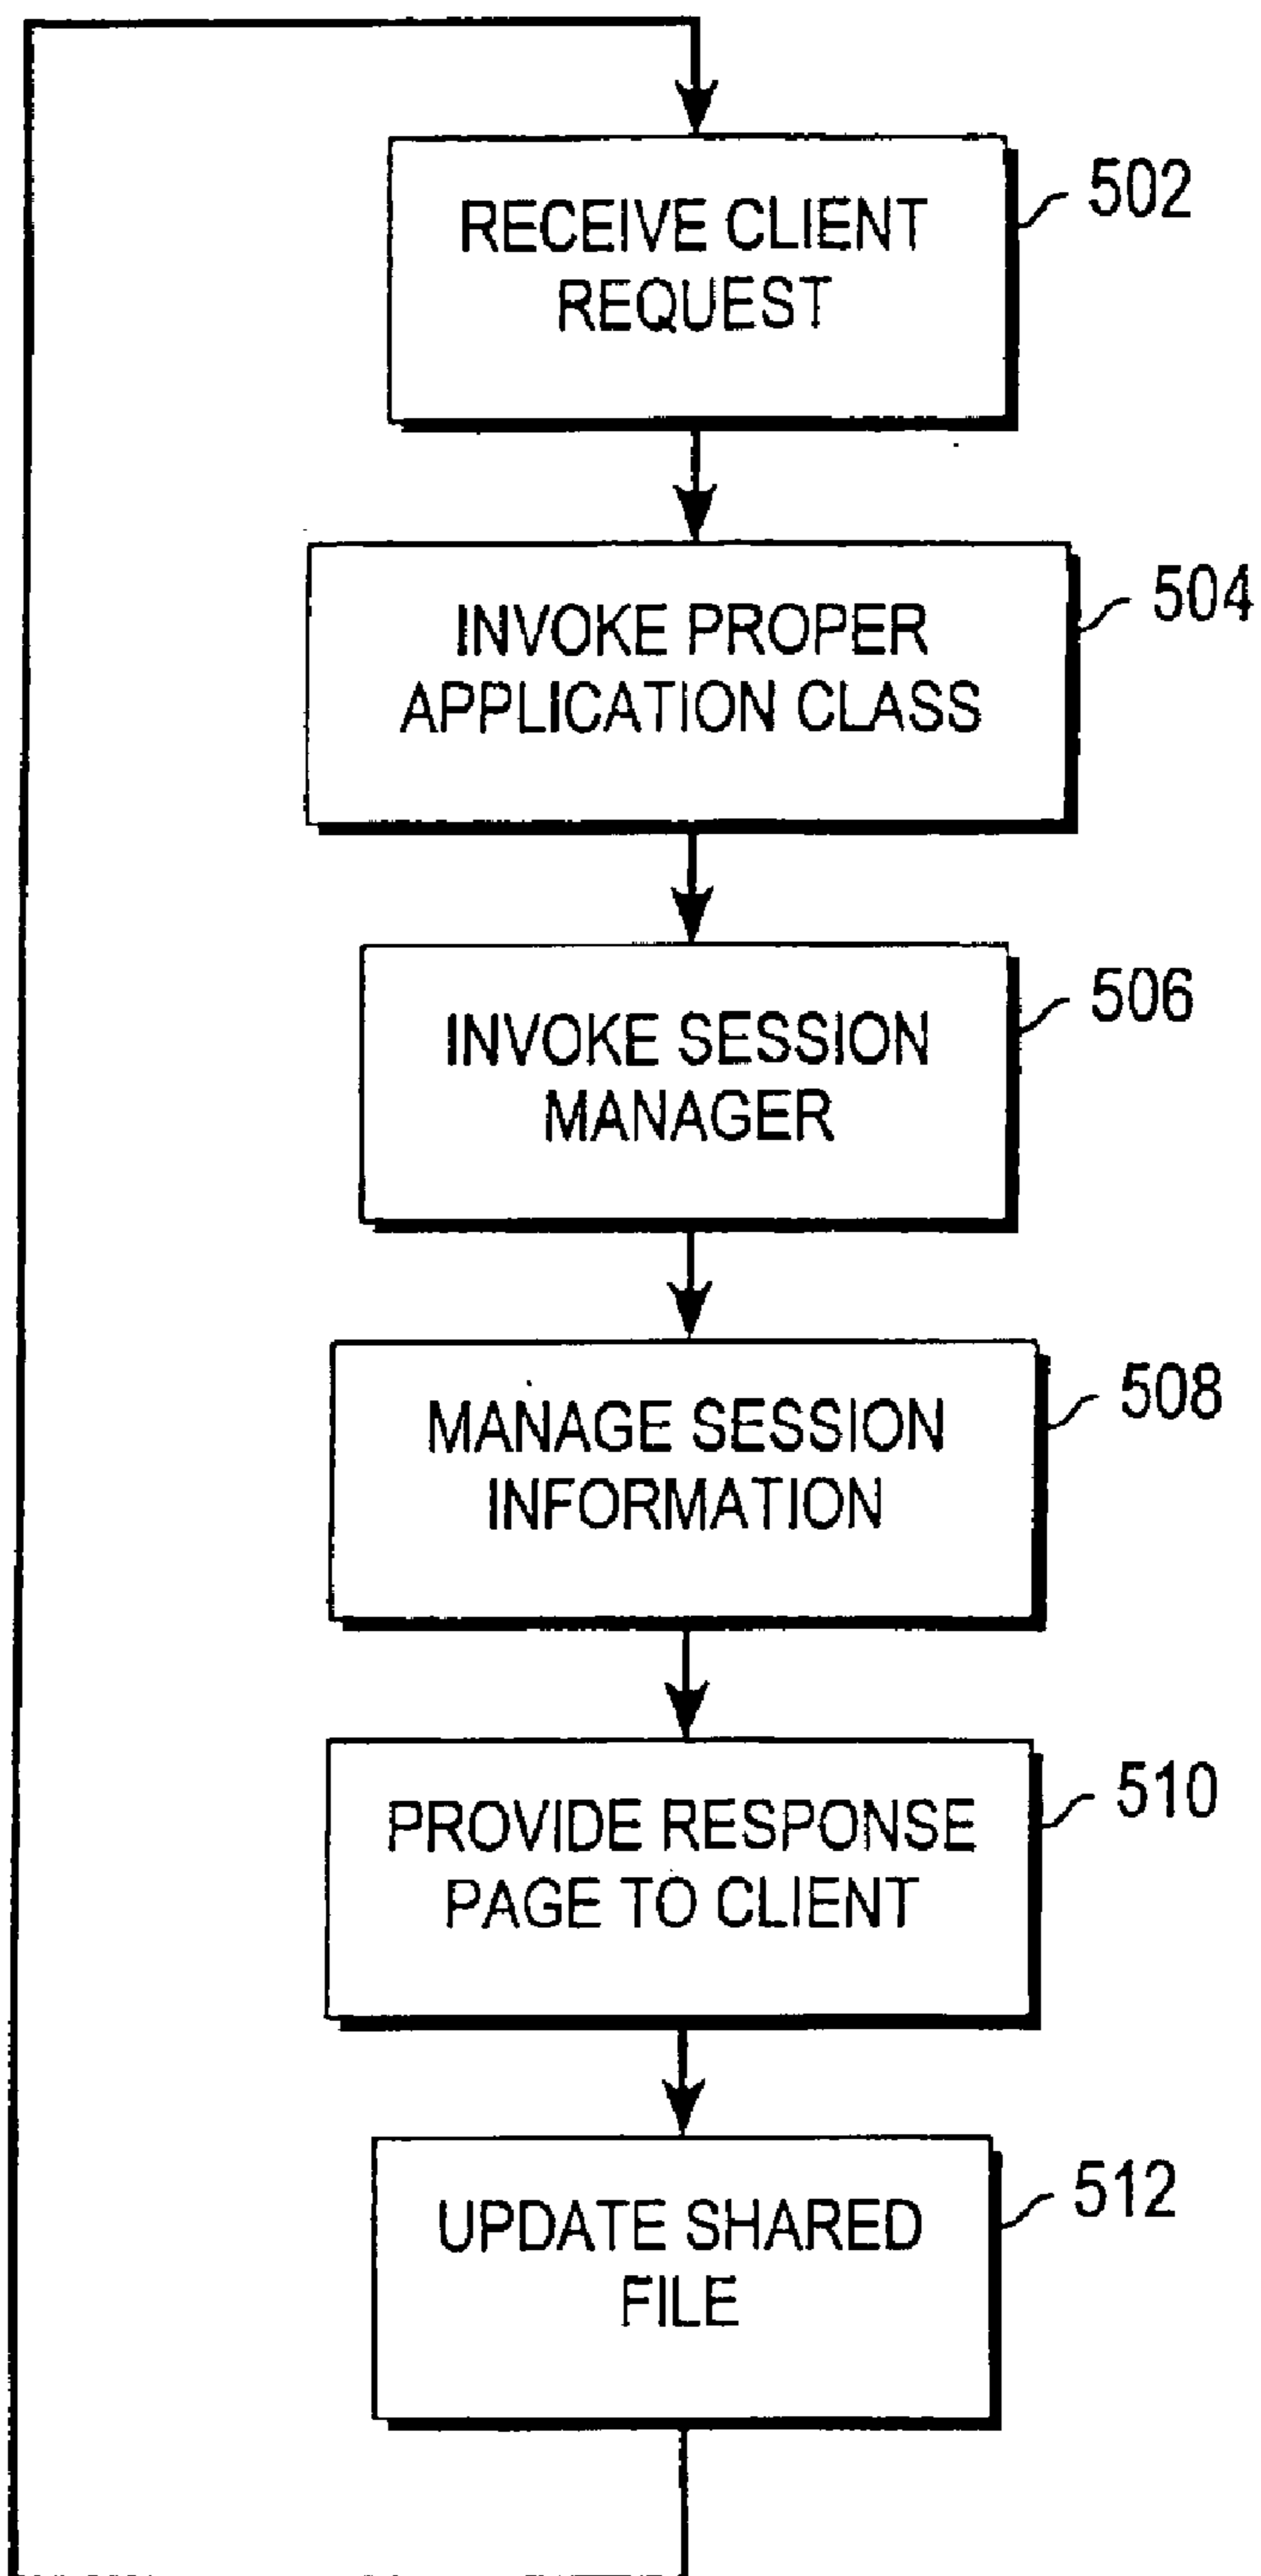 RECEIVE CLIENT
REQUEST
502
INVOKE PROPER
APPLICATION CLASS
504
INVOKE SESSION
MANAGER
506
MANAGE SESSION
INFORMATION
508
PROVIDE RESPONSE
PAGE TO CLIENT
510
UPDATE SHARED
FILE
512